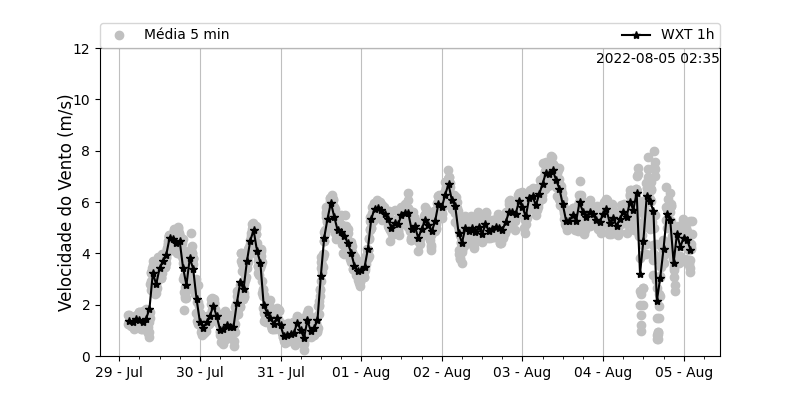 Média 5 min
WXT 1h
2022-08-05 02:35
Velocidade do Vento (m/s)
12
10
8
6
4
2
0
29 - Jul
30 - Jul
31 - Jul
01 - Aug
02 - Aug
03 - Aug
04 - Aug
05 - Aug